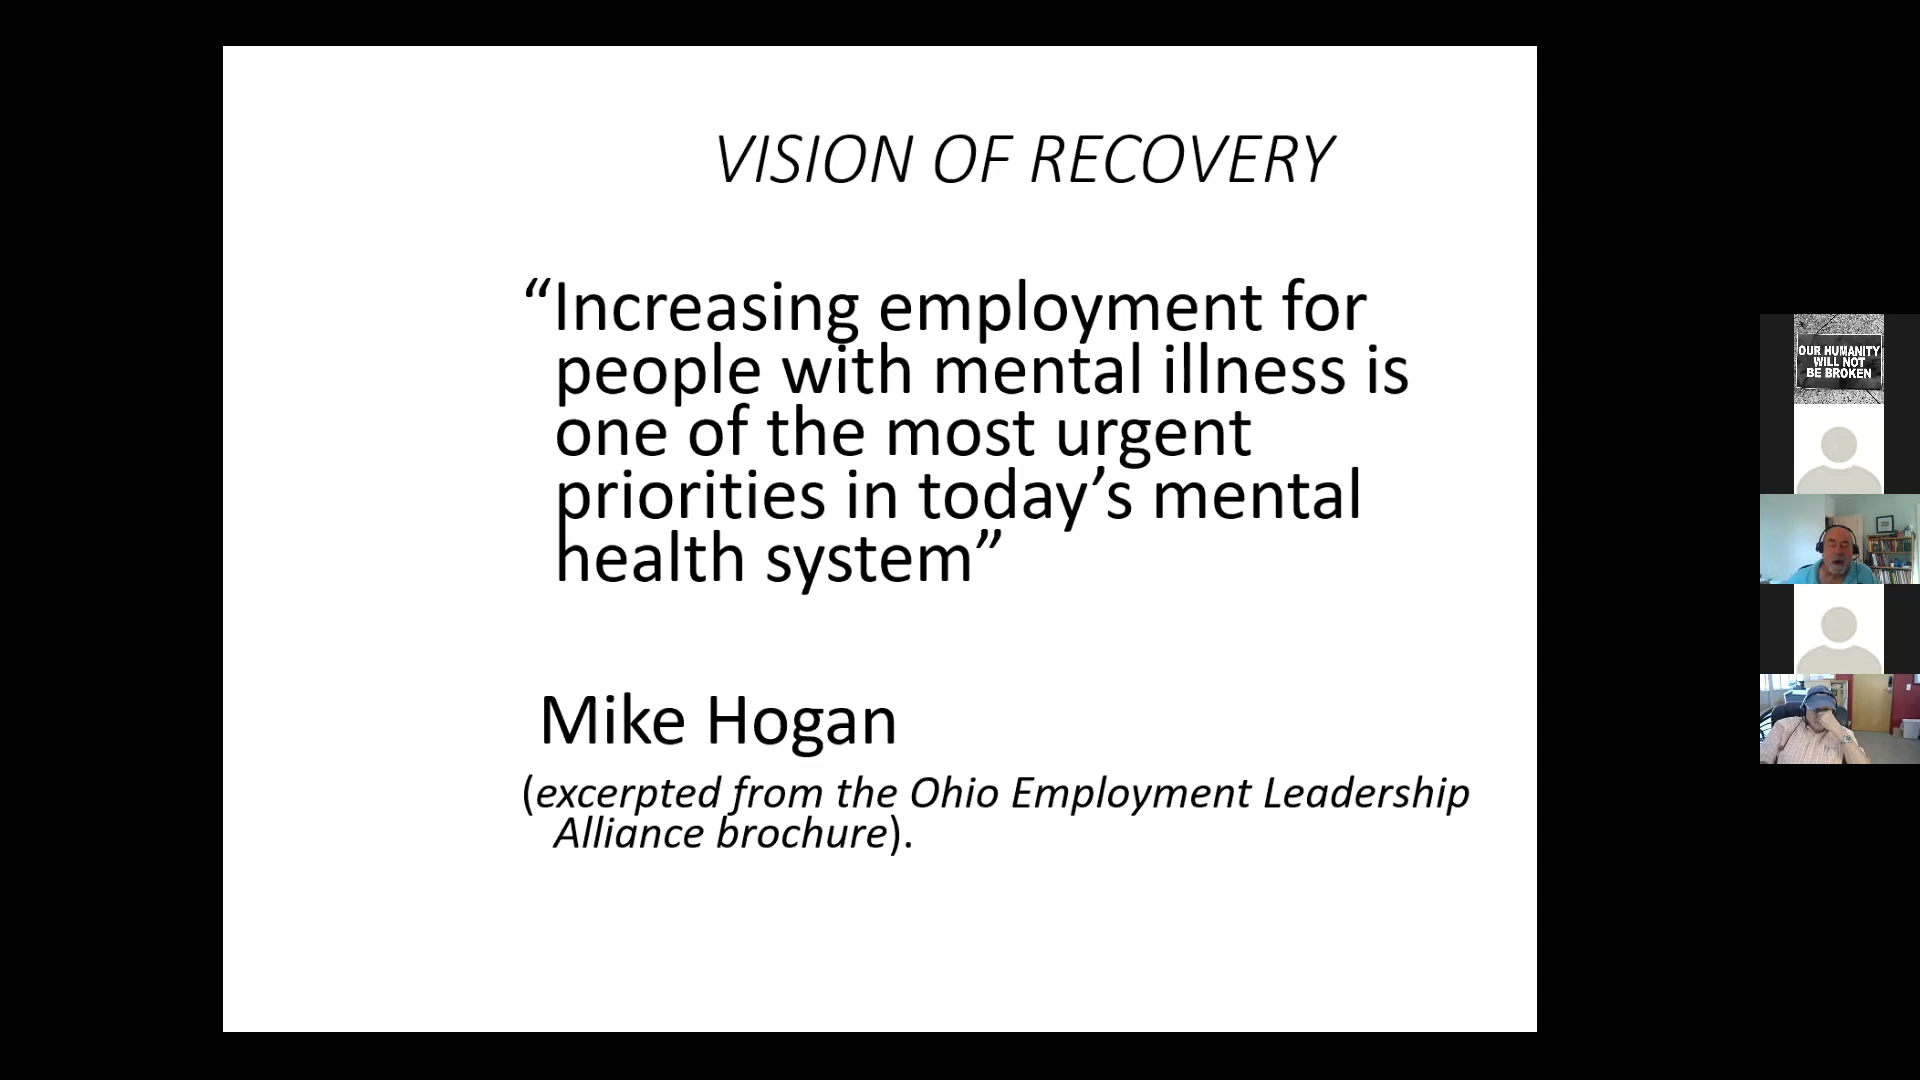 VISION OF RECOVERY
“Increasing employment for
people with mental illness is
one of the most urgent
priorities in today’s mental
health system”
Mike Hogan
(excerpted from the Ohio Employment Leadership
Alliance brochure).
OUR HUMANITY
WILL NOT
BE BROKEN